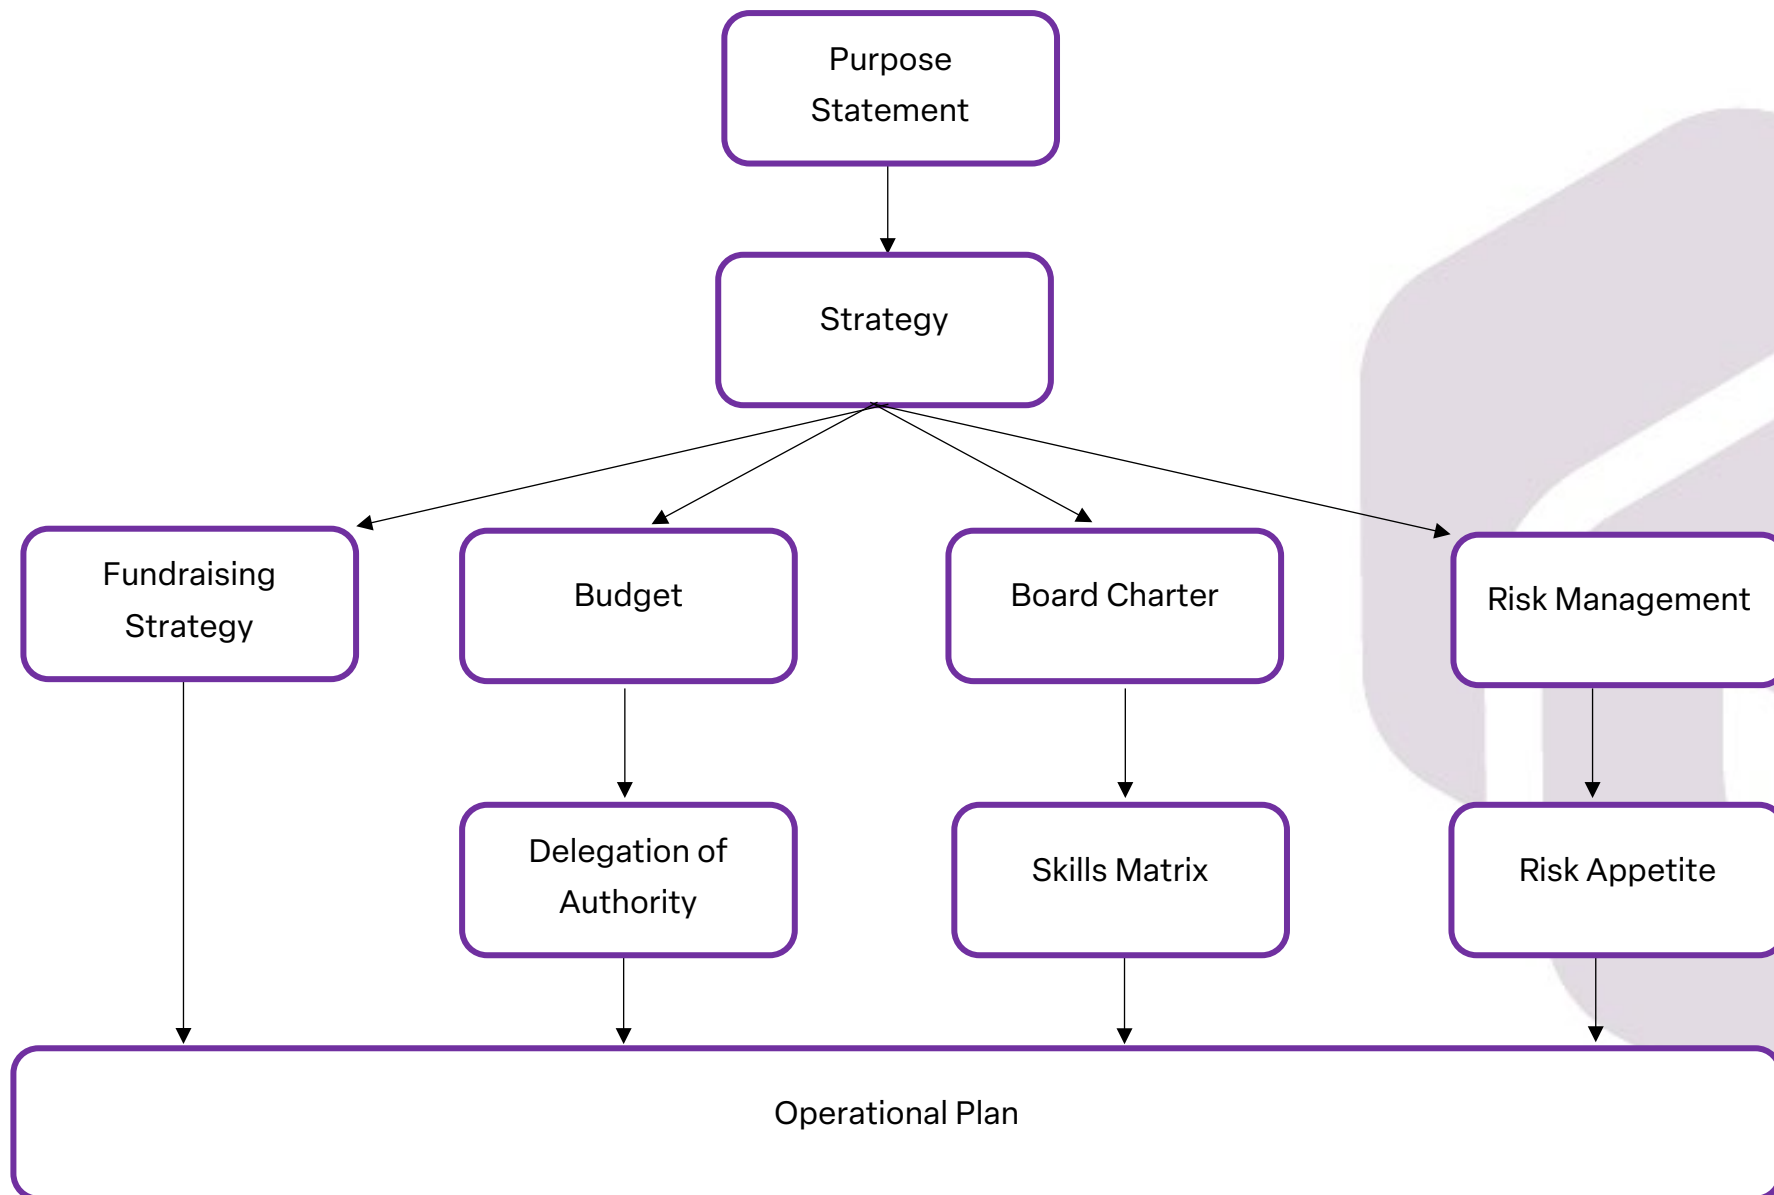 Purpose
Statement
Strategy
Fundraising
Strategy
Budget
Board Charter
Risk Management
Delegation of
Authority
Skills Matrix
Risk Appetite
Operational Plan